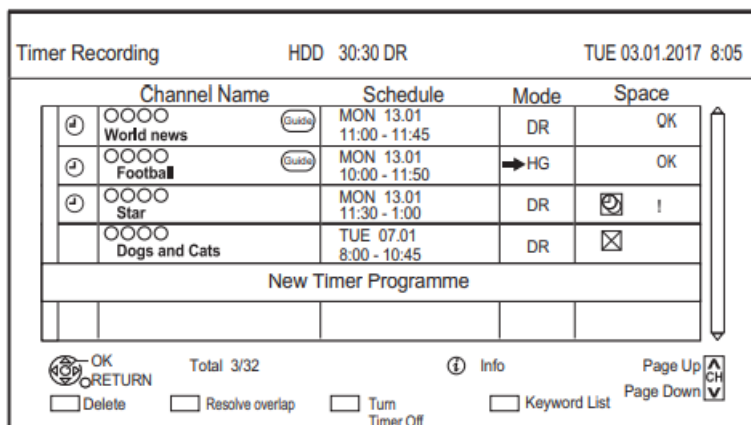 Timer Recording HDD 30:30 DR TUE 03.01.2017 8:05
Channel Name Schedule Mode Space
World news Guide MON 13.01 11:00 - 11:45 DR OK
Football Guide MON 13.01 10:00 - 11:50 HG OK
Star MON 13.01 11:30 - 1:00 DR !
Dogs and Cats TUE 07.01 8:00 - 10:45 DR
New Timer Programme
OK Total 3/32 i Info Page Up
RETURN CH Page Down
Delete Resolve overlap Turn Timer Off Keyword List